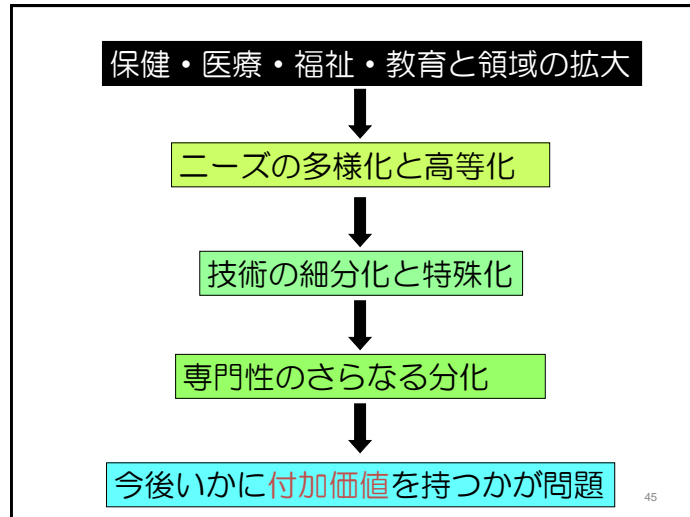 保健・医療・福祉・教育と領域の拡大
ニーズの多様化と高等化
技術の細分化と特殊化
専門性のさらなる分化
今後いかに付加価値を持つかが問題
45